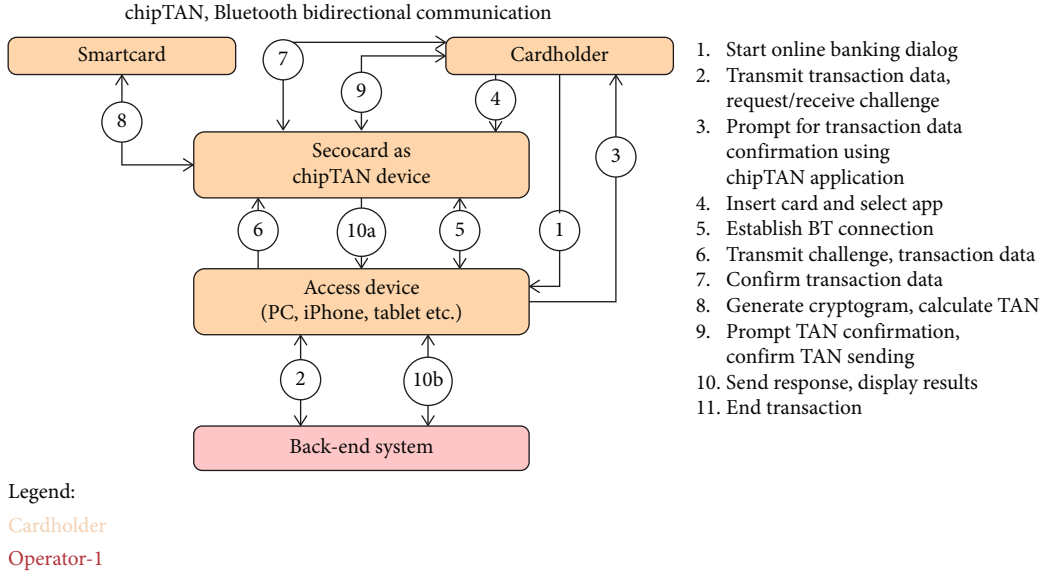 chipTAN, Bluetooth bidirectional communication
Smartcard
Cardholder
7
9
4
8
3
Secocard as
chipTAN device
6
10a
5
1
Access device
(PC, iPhone, tablet etc.)
2
10b
Back-end system
1. Start online banking dialog
2. Transmit transaction data,
request/receive challenge
3. Prompt for transaction data
confirmation using
chipTAN application
4. Insert card and select app
5. Establish BT connection
6. Transmit challenge, transaction data
7. Confirm transaction data
8. Generate cryptogram, calculate TAN
9. Prompt TAN confirmation,
confirm TAN sending
10. Send response, display results
11. End transaction
Legend:
Cardholder
Operator-1